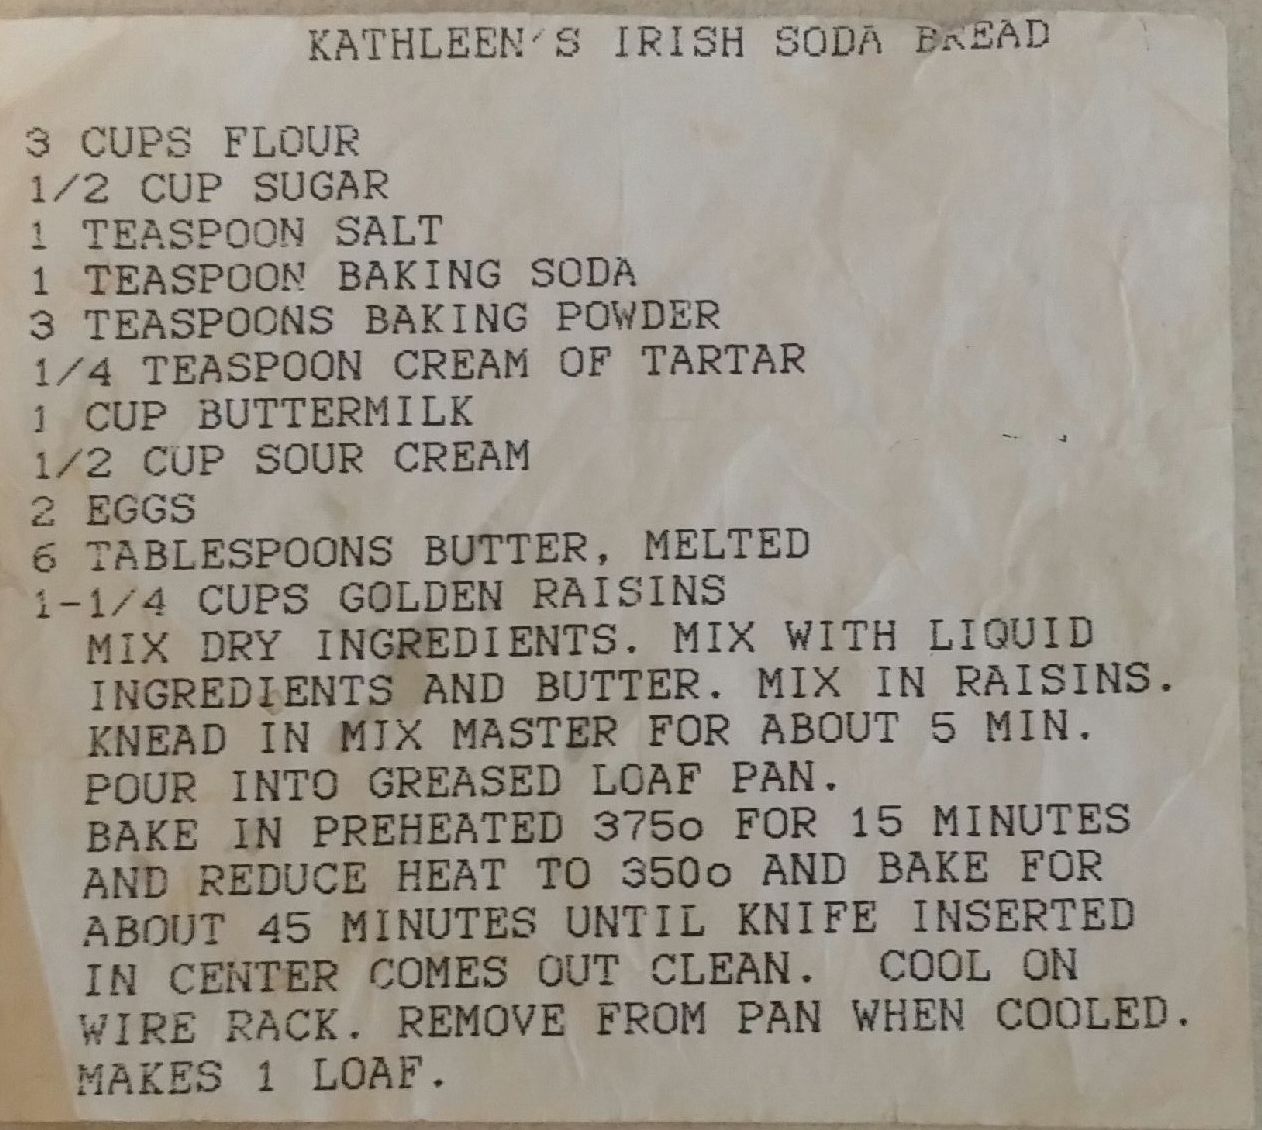 KATHLEEN'S IRISH SODA BREAD
3 CUPS FLOUR
1/2 CUP SUGAR
1 TEASPOON SALT
1 TEASPOON BAKING SODA
3 TEASPOONS BAKING POWDER
1/4 TEASPOON CREAM OF TARTAR
1 CUP BUTTERMILK
1/2 CUP SOUR CREAM
2 EGGS
6 TABLESPOONS BUTTER, MELTED
1-1/4 CUPS GOLDEN RAISINS
MIX DRY INGREDIENTS. MIX WITH LIQUID
INGREDIENTS AND BUTTER. MIX IN RAISINS.
KNEAD IN MIX MASTER FOR ABOUT 5 MIN.
POUR INTO GREASED LOAF PAN.
BAKE IN PREHEATED 375o FOR 15 MINUTES
AND REDUCE HEAT TO 350o AND BAKE FOR
ABOUT 45 MINUTES UNTIL KNIFE INSERTED
IN CENTER COMES OUT CLEAN.  COOL ON
WIRE RACK. REMOVE FROM PAN WHEN COOLED.
MAKES 1 LOAF.